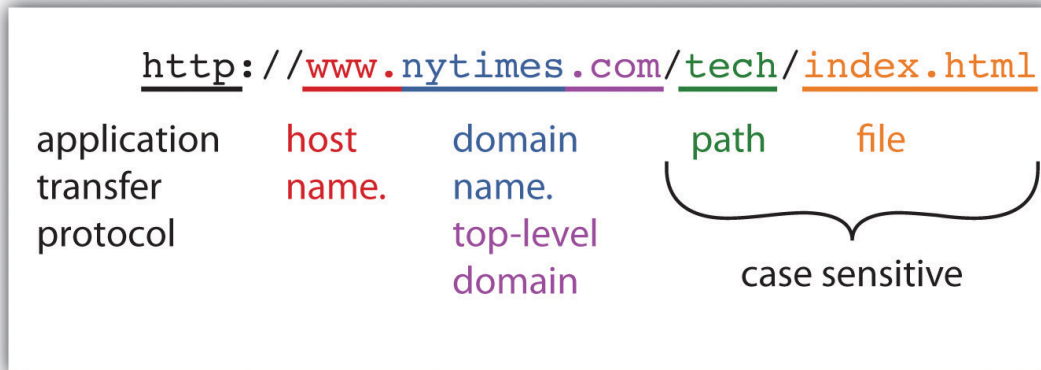 http://www.nytimes.com/tech/index.html
application transfer protocol
host name.
domain name.
top-level domain
path
file
case sensitive